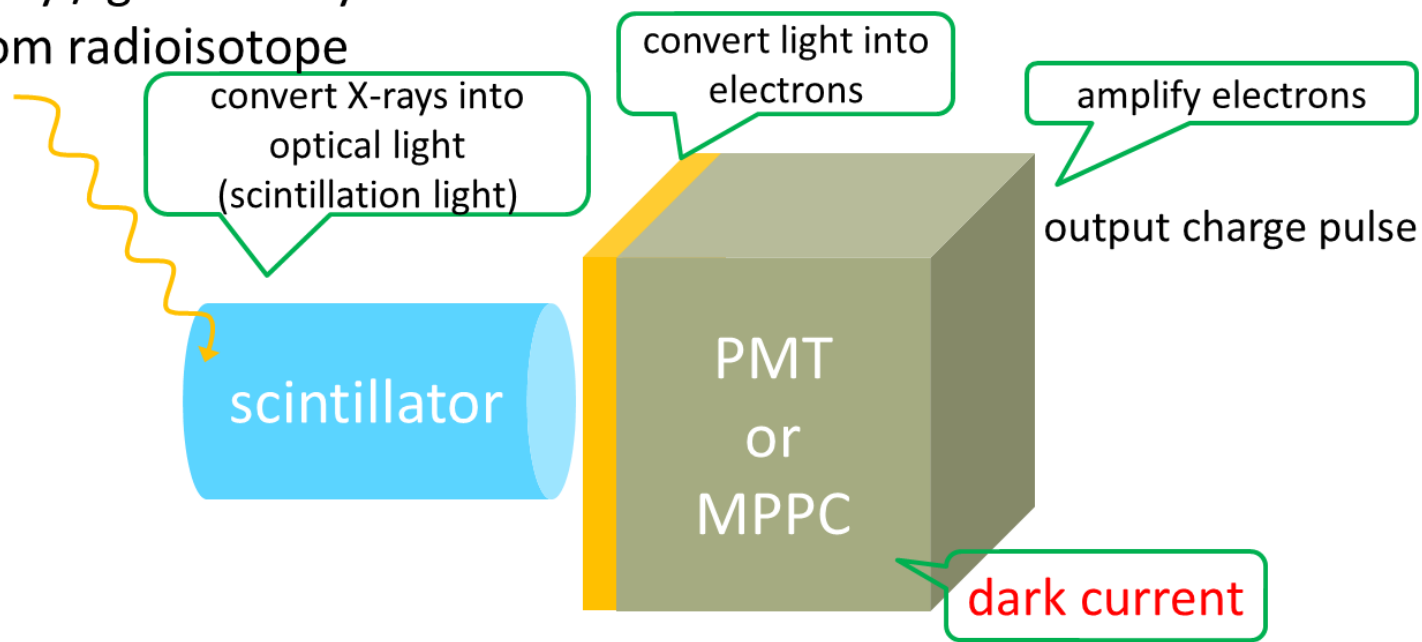 om radioisotope
convert X-rays into
optical light
(scintillation light)
convert light into
electrons
amplify electrons
output charge pulse
scintillator
PMT
or
MPPC
dark current